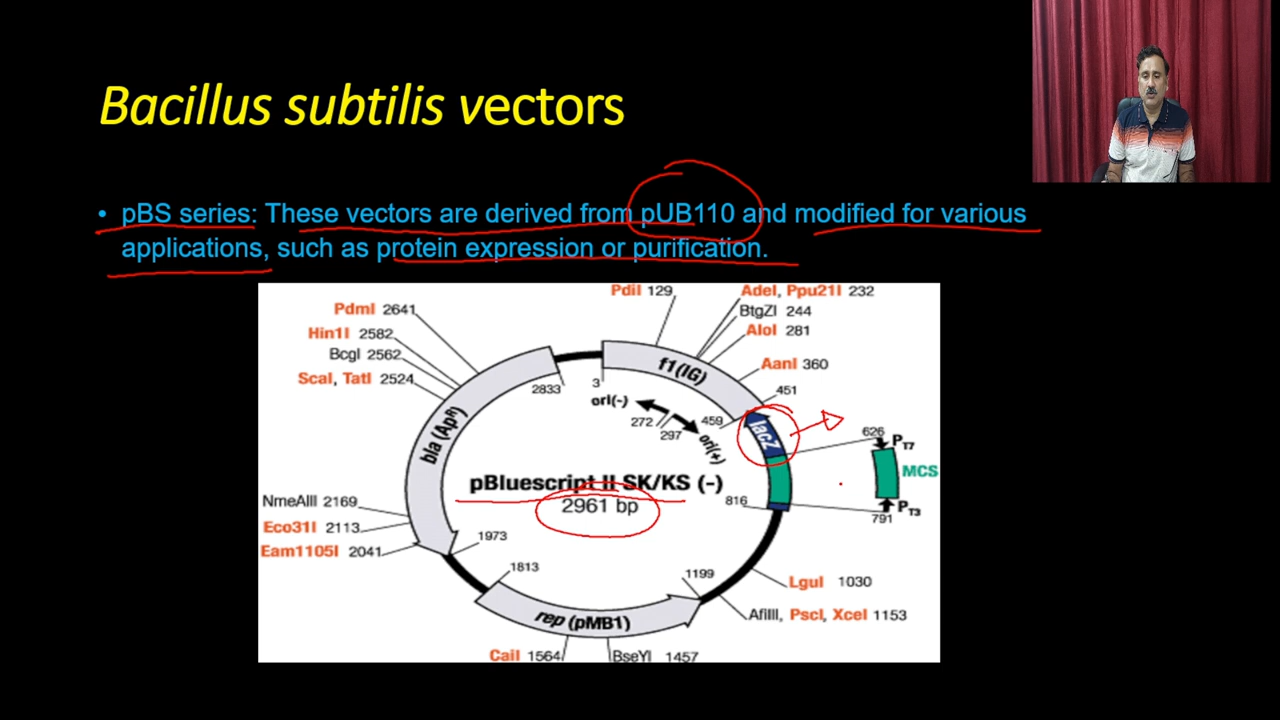 Bacillus subtilis vectors
• pBS series: These vectors are derived from pUB110 and modified for various
applications, such as protein expression or purification.
PdiI 129
AdeI, Ppu21I 232
BtgZI 244
AloI 281
AanI 360
451
PdmI 2641
Hin1I 2582
BcgI 2562
ScaI, TatI 2524
2833
3
f1(IG)
ori(-)
272
297
459
ori(+)
lacZ
bla (ApR)
626
PT7
MCS
PT3
791
pBluescript II SK/KS (-)
2961 bp
816
NmeAIII 2169
Eco31I 2113
Eam1105I 2041
1973
1813
1199
rep (pMB1)
LguI 1030
AflIII, PscI, XceI 1153
CaiI 1564
BseYI 1457